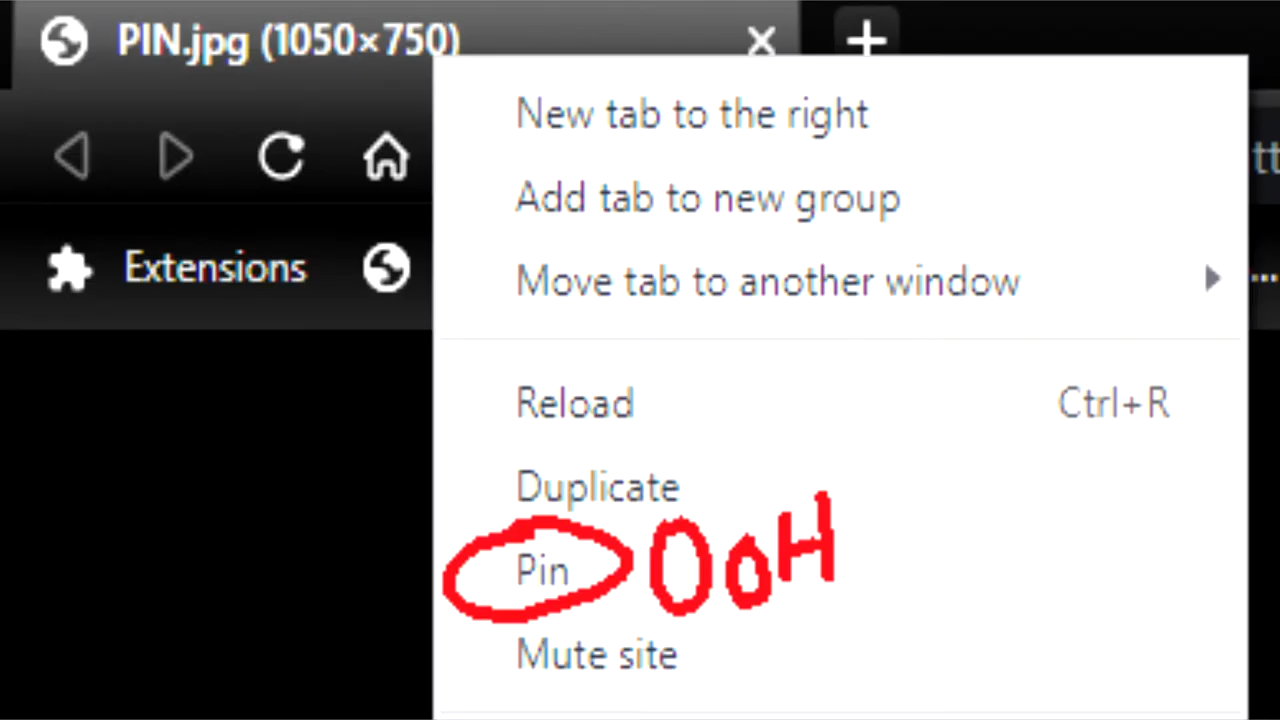 PIN.jpg (1050×750)
New tab to the right
Add tab to new group
Extensions
Move tab to another window
...
Reload Ctrl+R
Duplicate
Pin OOH
Mute site